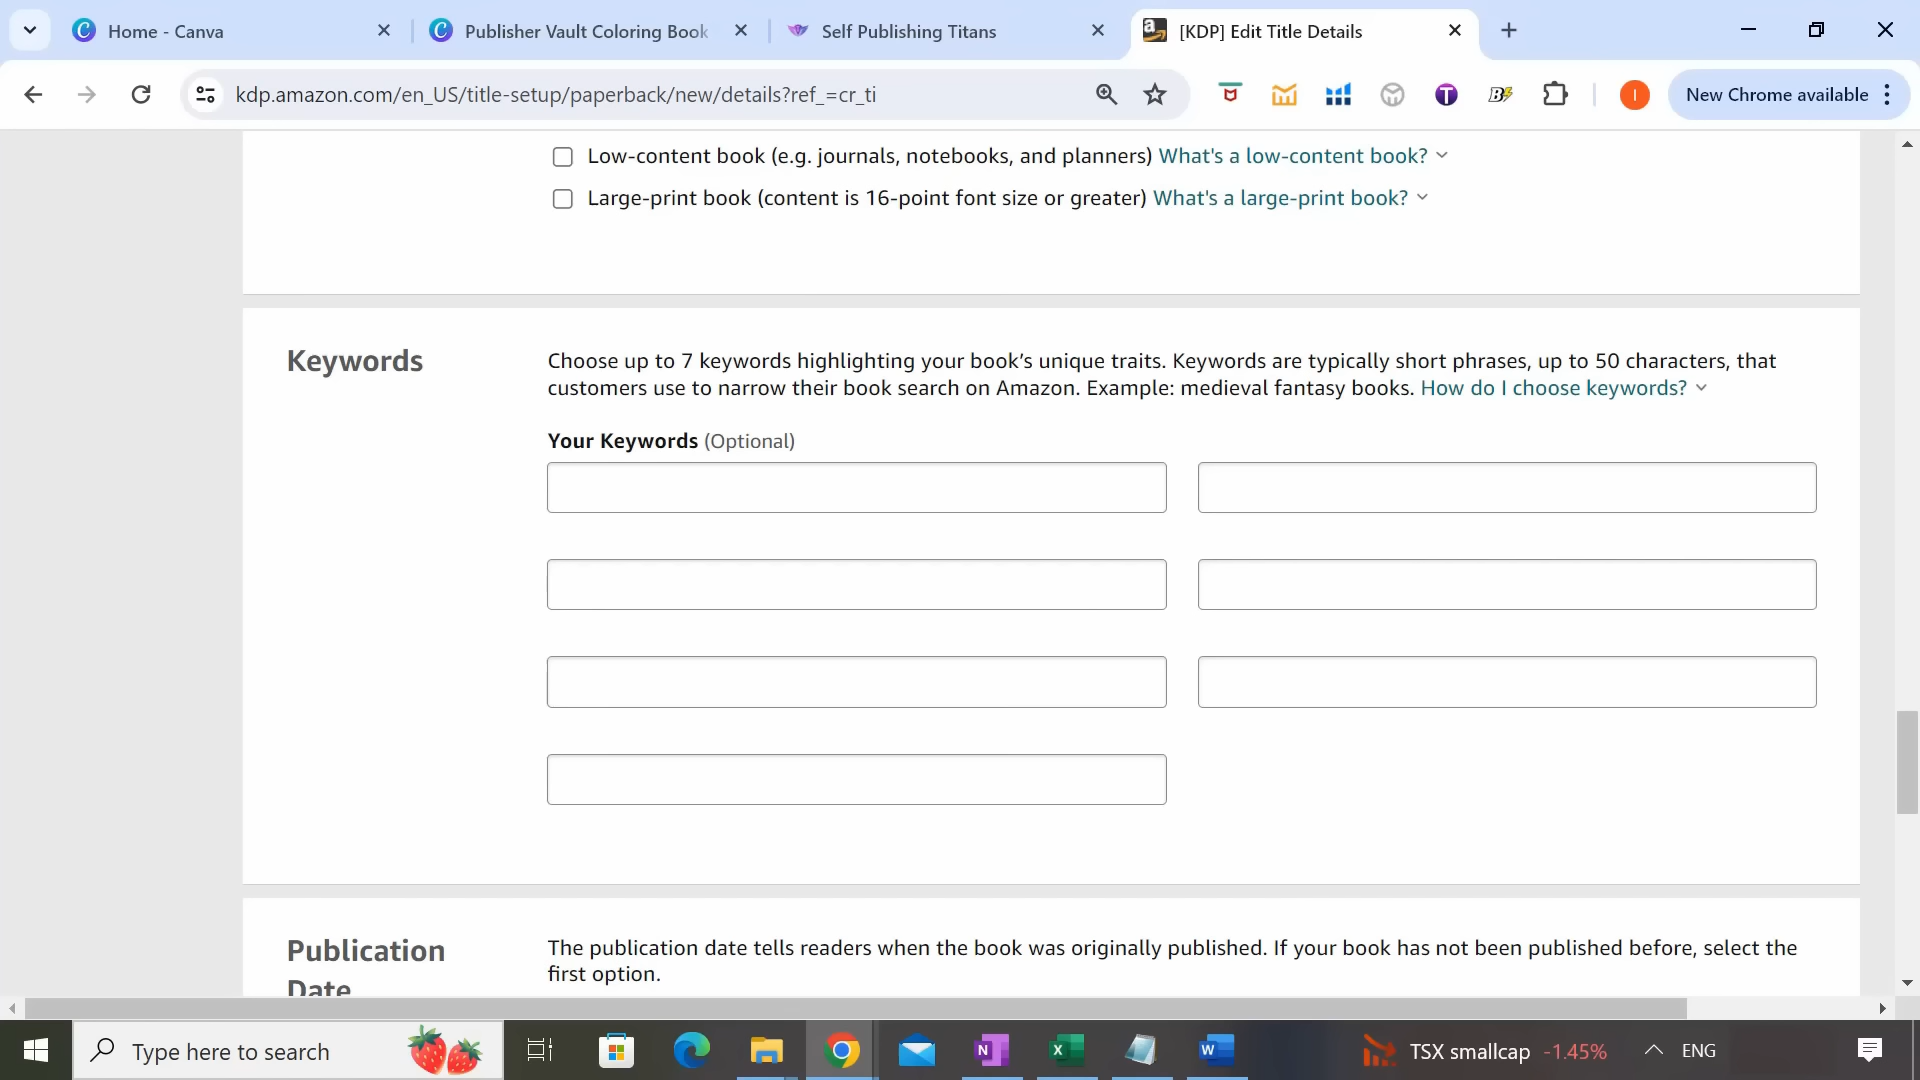 Home - Canva
Publisher Vault Coloring Book
Self Publishing Titans
[KDP] Edit Title Details
kdp.amazon.com/en_US/title-setup/paperback/new/details?ref_=cr_ti
New Chrome available
Low-content book (e.g. journals, notebooks, and planners) What's a low-content book?
Large-print book (content is 16-point font size or greater) What's a large-print book?
Keywords
Choose up to 7 keywords highlighting your book’s unique traits. Keywords are typically short phrases, up to 50 characters, that
customers use to narrow their book search on Amazon. Example: medieval fantasy books. How do I choose keywords?
Your Keywords (Optional)
Publication
Date
The publication date tells readers when the book was originally published. If your book has not been published before, select the
first option.
Type here to search
TSX smallcap -1.45%
ENG